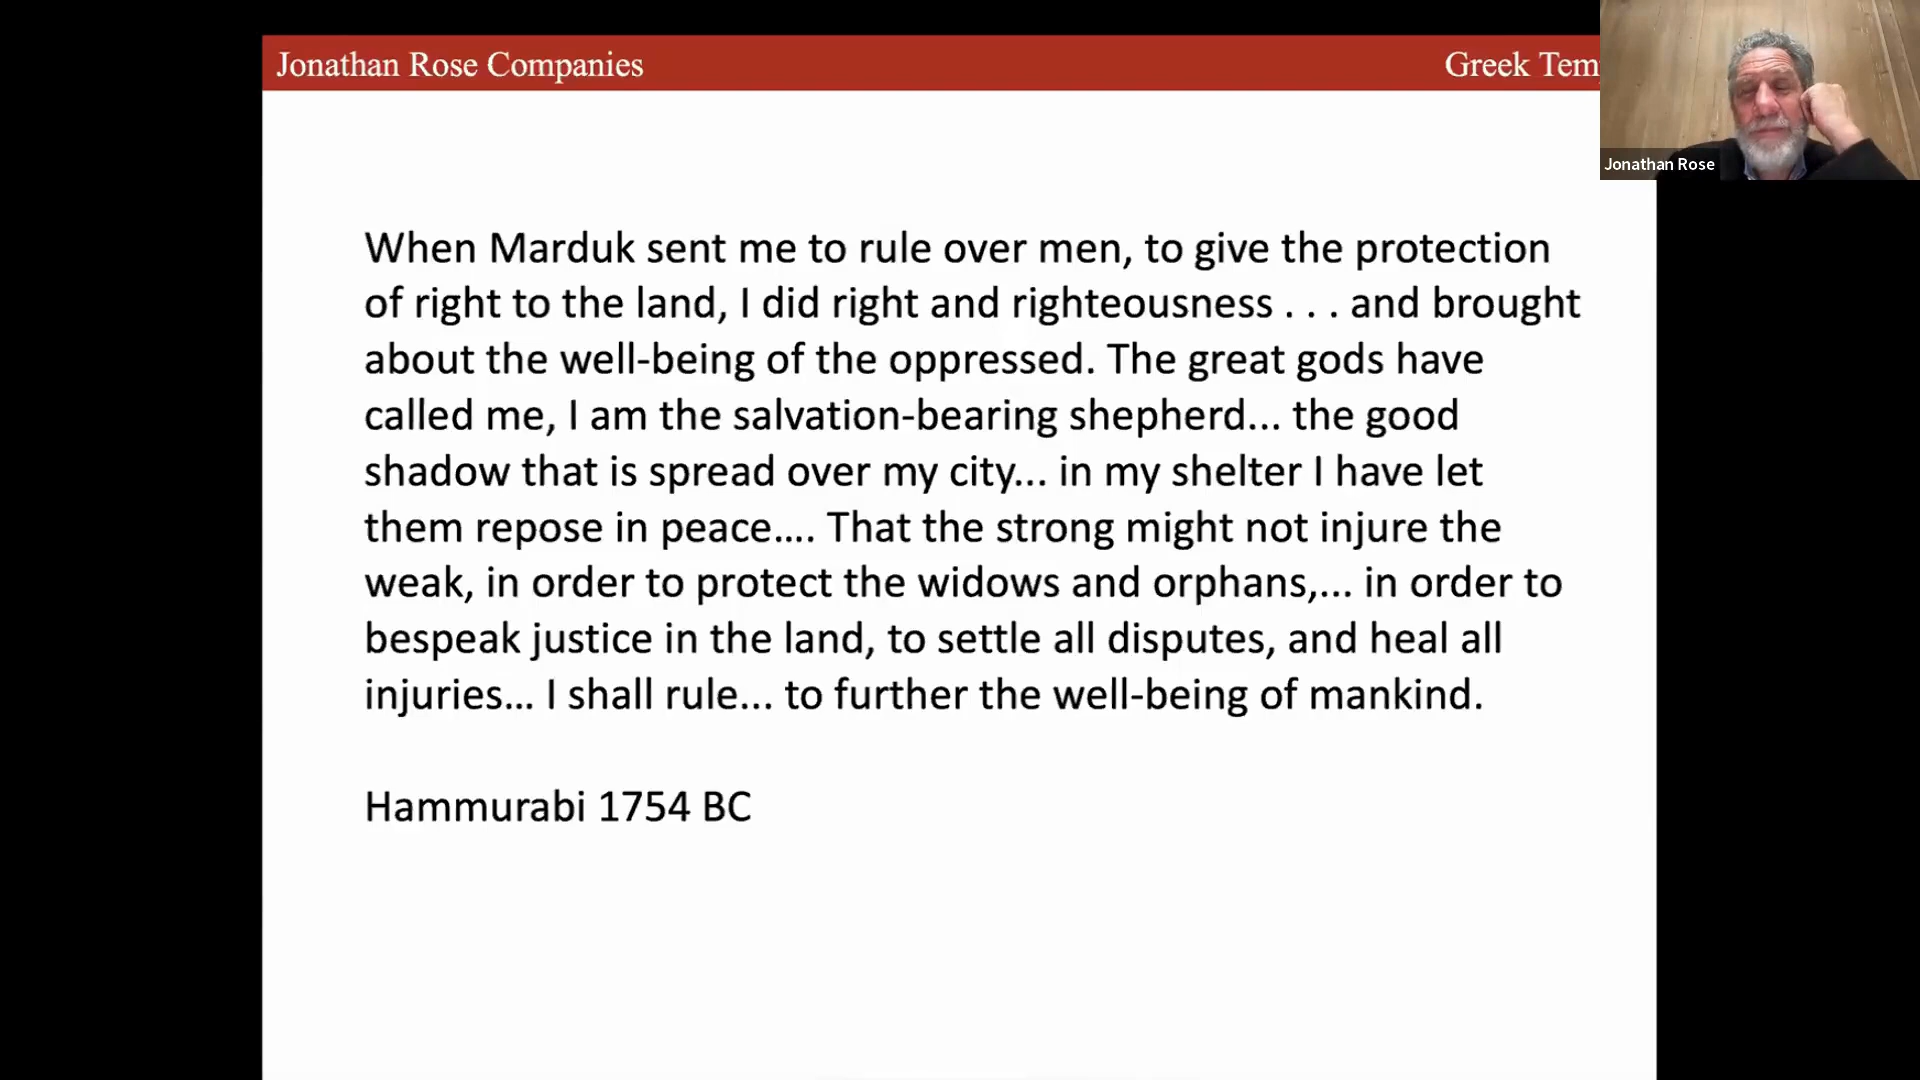 Jonathan Rose Companies
Greek
Jonathan Rose
When Marduk sent me to rule over men, to give the protection
of right to the land, I did right and righteousness . . . and brought
about the well-being of the oppressed. The great gods have
called me, I am the salvation-bearing shepherd... the good
shadow that is spread over my city... in my shelter I have let
them repose in peace.... That the strong might not injure the
weak, in order to protect the widows and orphans,... in order to
bespeak justice in the land, to settle all disputes, and heal all
injuries... I shall rule... to further the well-being of mankind.
Hammurabi 1754 BC